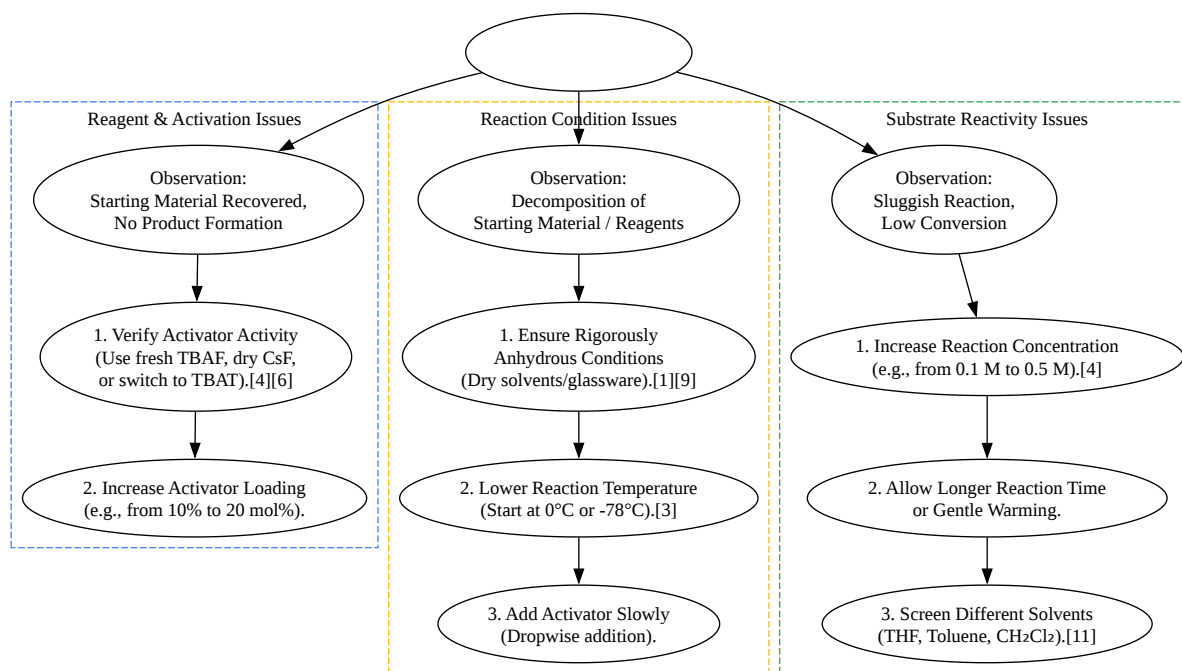 Reagent & Activation Issues
Observation:
Starting Material Recovered,
No Product Formation
1. Verify Activator Activity
(Use fresh TBAF, dry CsF,
or switch to TBAT).[4][6]
2. Increase Activator Loading
(e.g., from 10% to 20 mol%).
Reaction Condition Issues
Observation:
Decomposition of
Starting Material / Reagents
1. Ensure Rigorously
Anhydrous Conditions
(Dry solvents/glassware).[1][9]
2. Lower Reaction Temperature
(Start at 0°C or -78°C).[3]
3. Add Activator Slowly
(Dropwise addition).
Substrate Reactivity Issues
Observation:
Sluggish Reaction,
Low Conversion
1. Increase Reaction Concentration
(e.g., from 0.1 M to 0.5 M).[4]
2. Allow Longer Reaction Time
or Gentle Warming.
3. Screen Different Solvents
(THF, Toluene, CH₂Cl₂).[11]